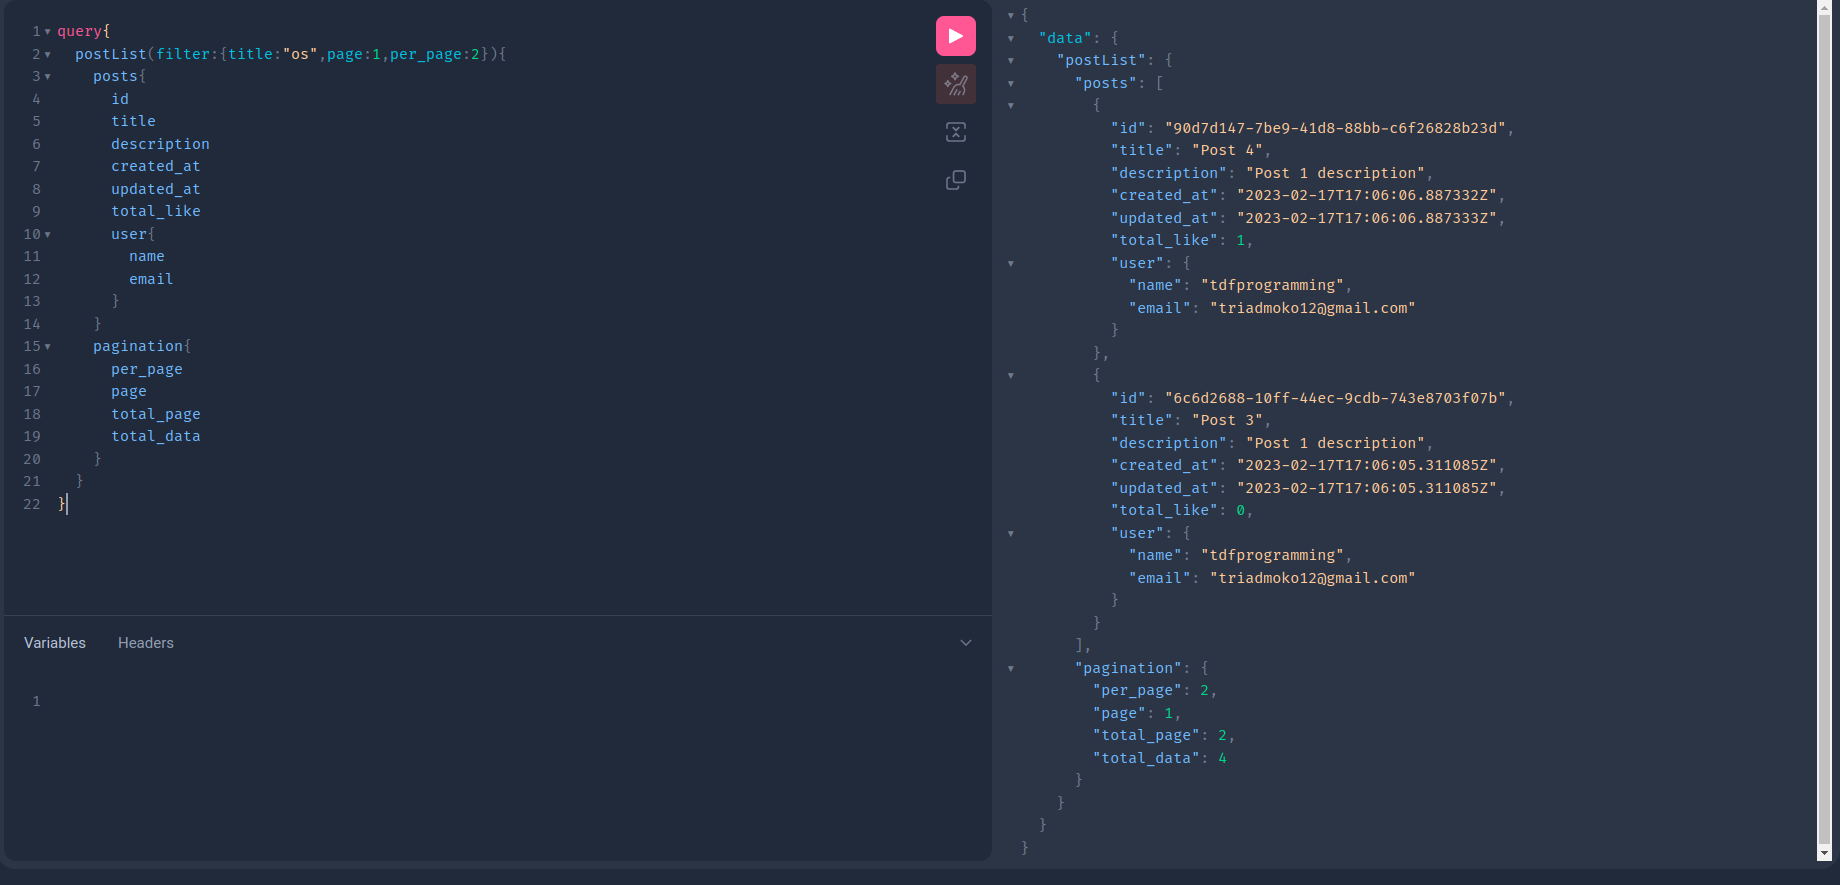 1 query{
2 postList(filter:{title:"os",page:1,per_page:2}){
3 posts{
4 id
5 title
6 description
7 created_at
8 updated_at
9 total_like
10 user{
11 name
12 email
13 }
14 }
15 pagination{
16 per_page
17 page
18 total_page
19 total_data
20 }
21 }
22 }
Variables Headers
1
{
"data": {
"postList": {
"posts": [
{
"id": "90d7d147-7be9-41d8-88bb-c6f26828b23d",
"title": "Post 4",
"description": "Post 1 description",
"created_at": "2023-02-17T17:06:06.887332Z",
"updated_at": "2023-02-17T17:06:06.887333Z",
"total_like": 1,
"user": {
"name": "tdfprogramming",
"email": "triadmoko12@gmail.com"
}
},
{
"id": "6c6d2688-10ff-44ec-9cdb-743e8703f07b",
"title": "Post 3",
"description": "Post 1 description",
"created_at": "2023-02-17T17:06:05.311085Z",
"updated_at": "2023-02-17T17:06:05.311085Z",
"total_like": 0,
"user": {
"name": "tdfprogramming",
"email": "triadmoko12@gmail.com"
}
}
],
"pagination": {
"per_page": 2,
"page": 1,
"total_page": 2,
"total_data": 4
}
}
}
}